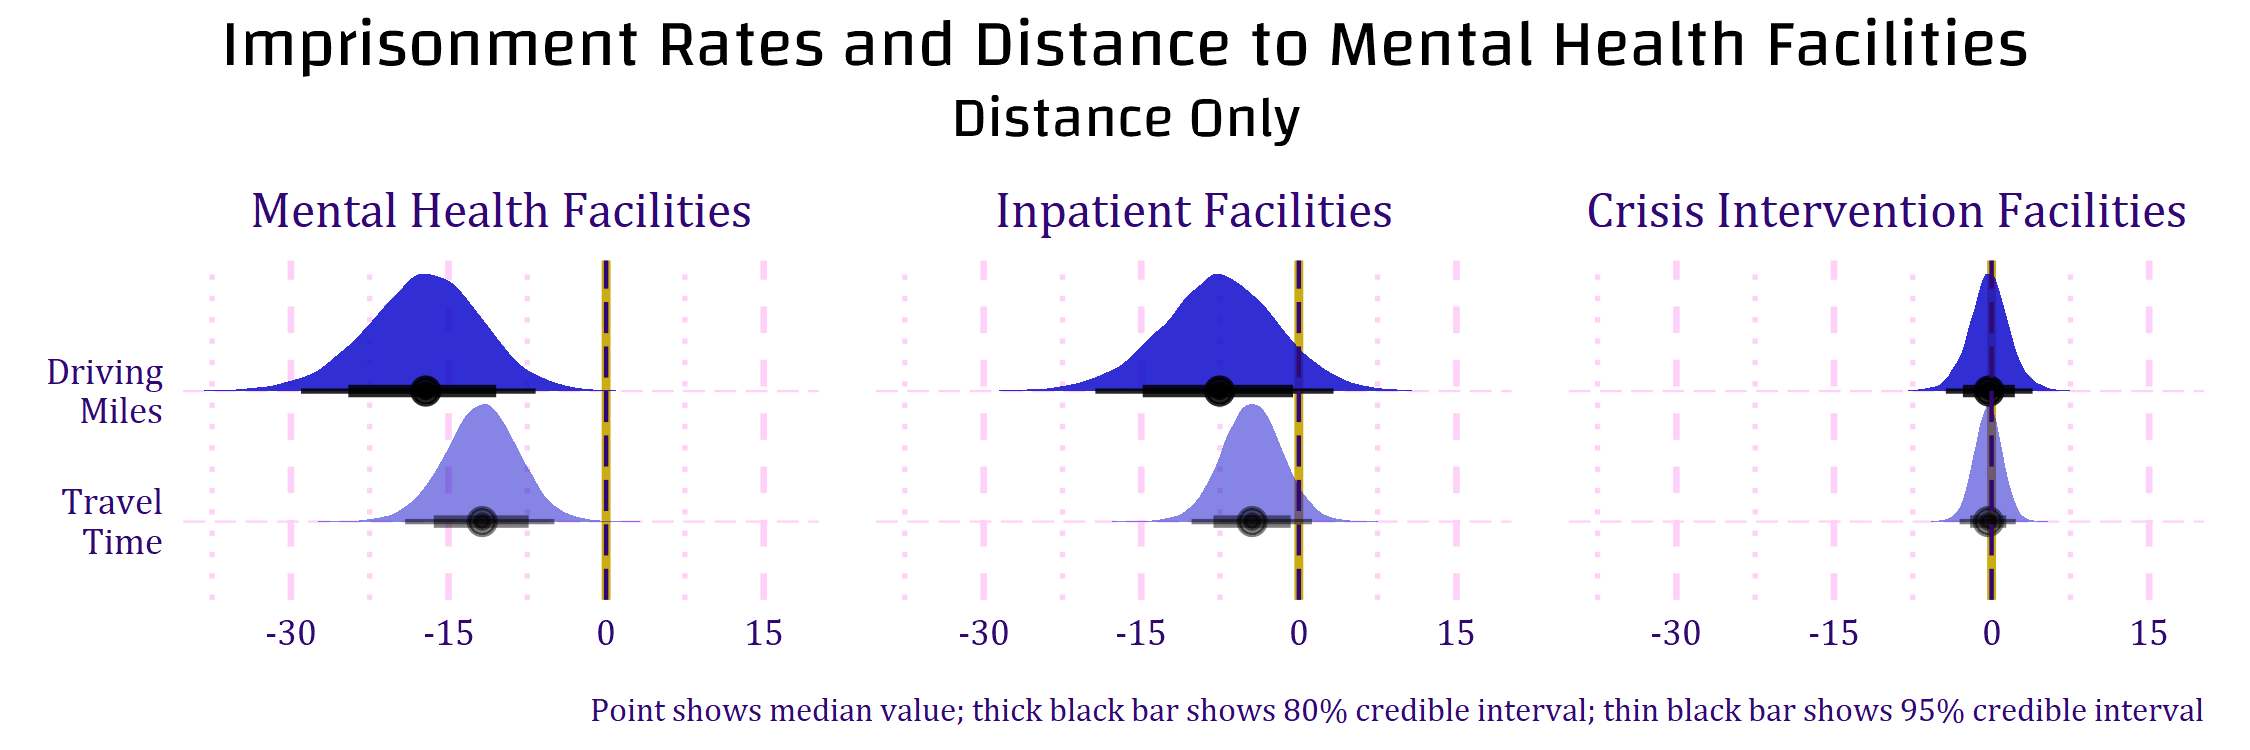 Imprisonment Rates and Distance to Mental Health Facilities
Distance Only
Mental Health Facilities
Inpatient Facilities
Crisis Intervention Facilities
Driving
Miles
Travel
Time
-30 -15 0 15
-30 -15 0 15
-30 -15 0 15
Point shows median value; thick black bar shows 80% credible interval; thin black bar shows 95% credible interval